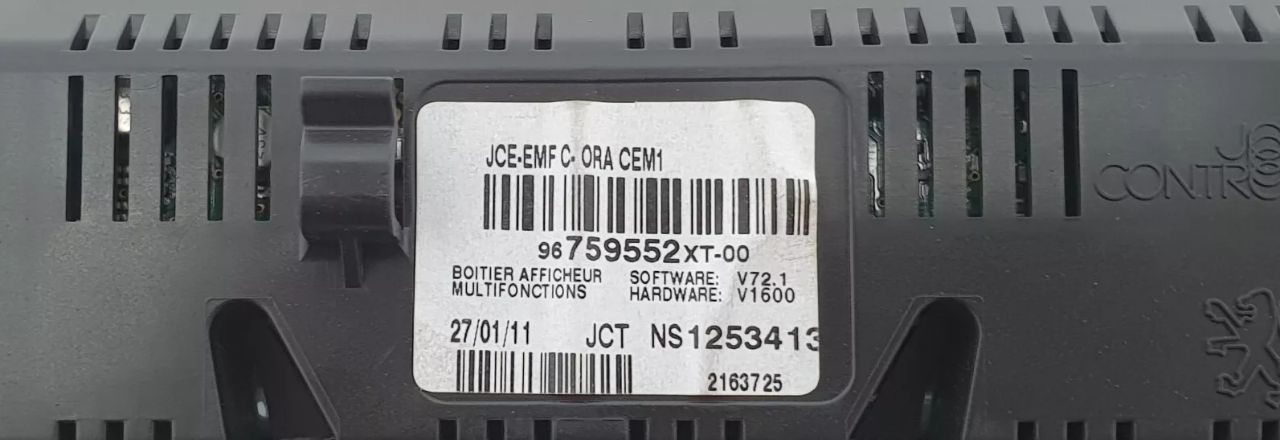 JCE-EMF C- ORA CEM1
96759552XT-00
BOITIER AFFICHEUR SOFTWARE: V72.1
MULTIFONCTIONS HARDWARE: V1600
27/01/11 JCT NS1253413
2163725